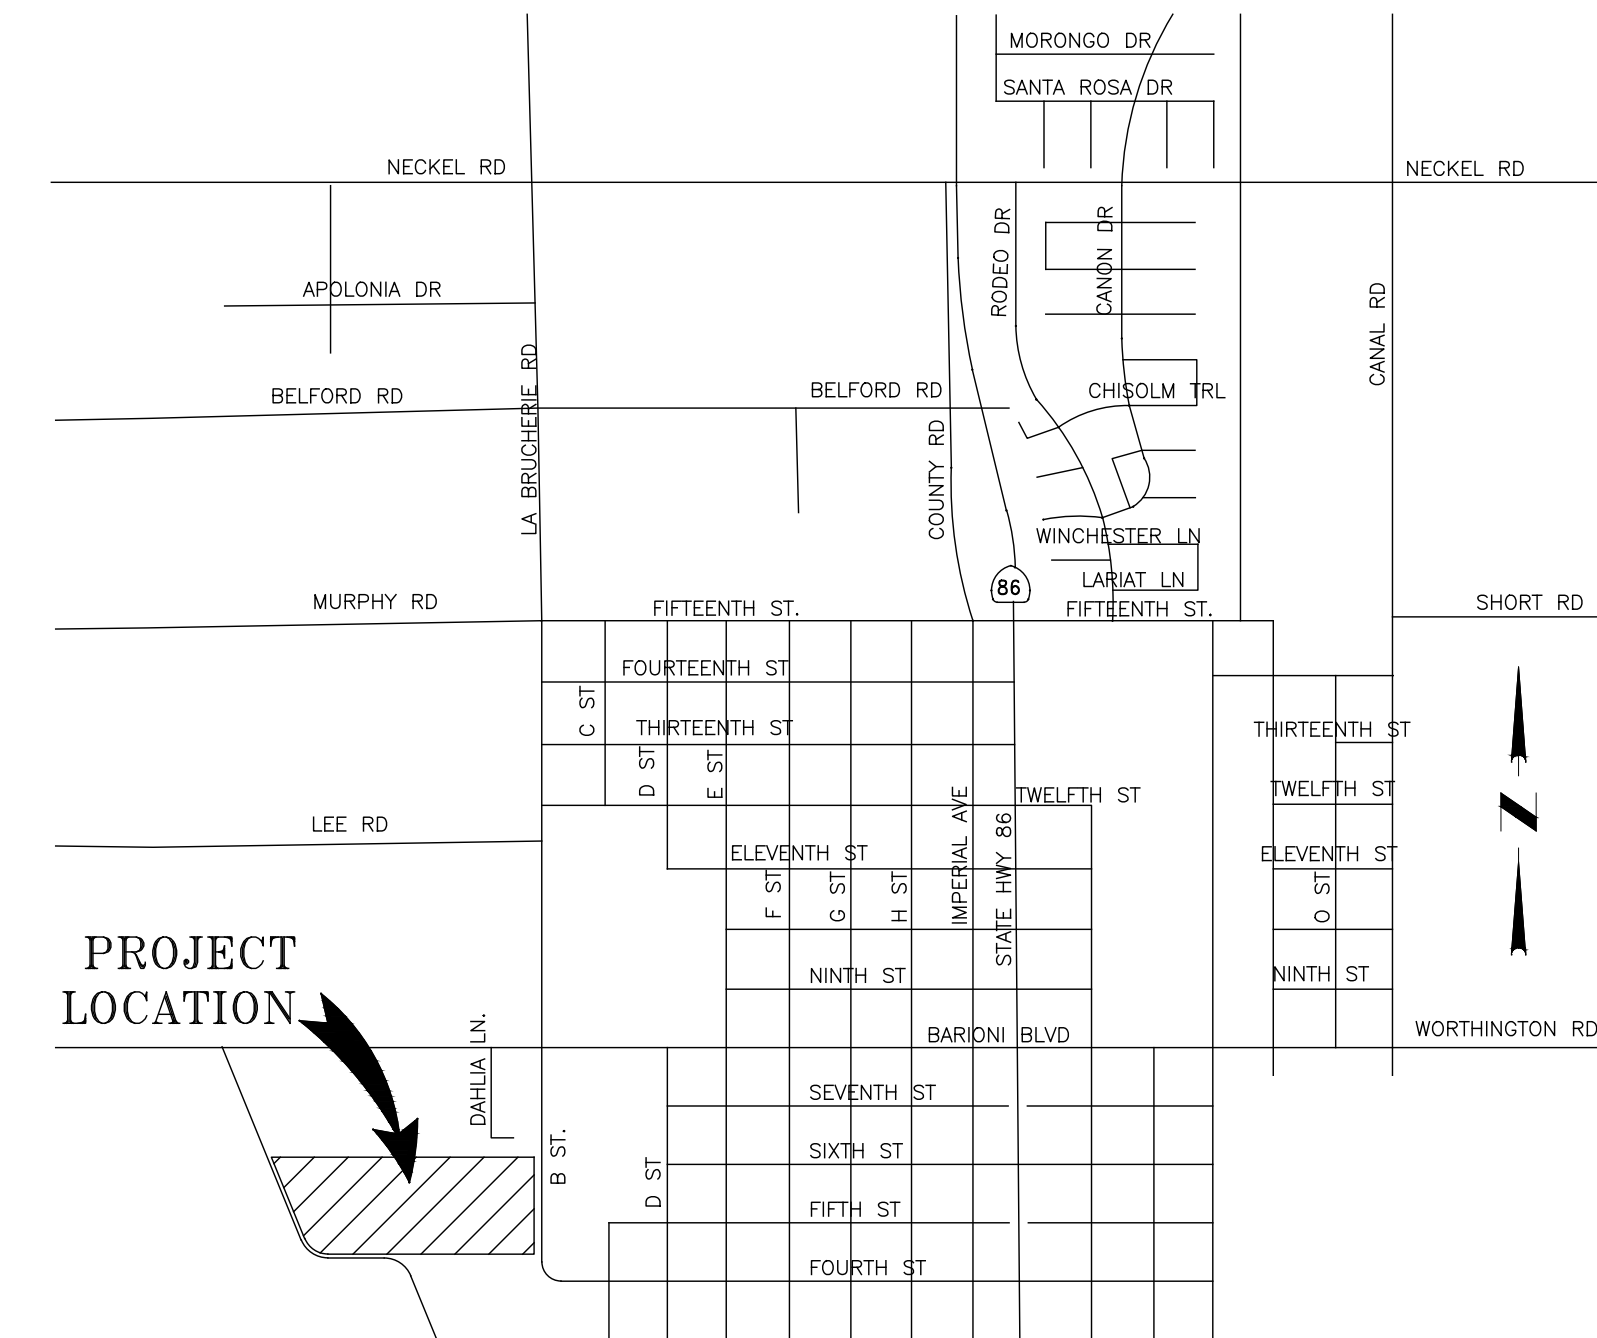 MORONGO DR
SANTA ROSA DR
NECKEL RD
NECKEL RD
RODEO DR
CANON DR
APOLONIA DR
CANAL RD
LA BRUCHERIE RD
BELFORD RD
BELFORD RD
CHISOLM TRL
COUNTY RD
WINCHESTER LN
LARIAT LN
86
MURPHY RD
FIFTEENTH ST.
FIFTEENTH ST.
SHORT RD
FOURTEENTH ST
C ST
THIRTEENTH ST
THIRTEENTH ST
D ST
E ST
TWELFTH ST
TWELFTH ST
IMPERIAL AVE
STATE HWY 86
N
LEE RD
ELEVENTH ST
ELEVENTH ST
F ST
G ST
H ST
O ST
PROJECT
LOCATION
NINTH ST
NINTH ST
DAHLIA LN.
BARIONI BLVD
WORTHINGTON RD
SEVENTH ST
B ST.
SIXTH ST
D ST
FIFTH ST
FOURTH ST